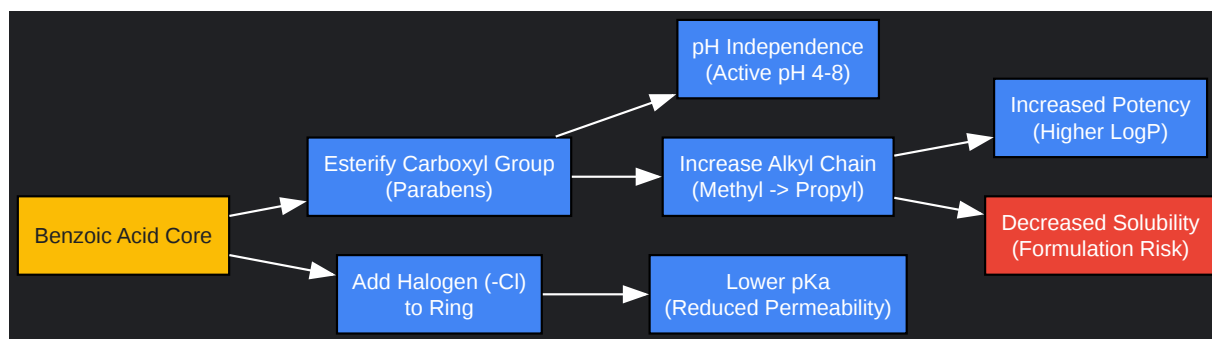 Benzoic Acid Core
Esterify Carboxyl Group
(Parabens)
Add Halogen (-Cl)
to Ring
pH Independence
(Active pH 4-8)
Increase Alkyl Chain
(Methyl -> Propyl)
Lower pKa
(Reduced Permeability)
Increased Potency
(Higher LogP)
Decreased Solubility
(Formulation Risk)